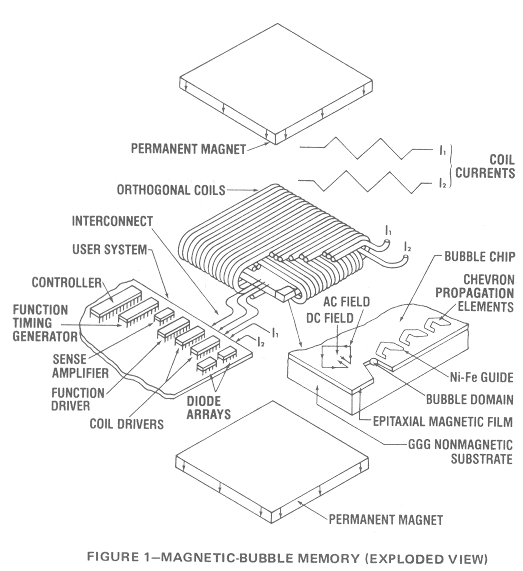 PERMANENT MAGNET
I₁
I₂
COIL
CURRENTS
ORTHOGONAL COILS
INTERCONNECT
USER SYSTEM
I₁
I₂
BUBBLE CHIP
CONTROLLER
FUNCTION
TIMING
GENERATOR
AC FIELD
DC FIELD
CHEVRON
PROPAGATION
ELEMENTS
SENSE
AMPLIFIER
I₁
I₂
FUNCTION
DRIVER
COIL DRIVERS
DIODE
ARRAYS
Ni-Fe GUIDE
BUBBLE DOMAIN
EPITAXIAL MAGNETIC FILM
GGG NONMAGNETIC
SUBSTRATE
PERMANENT MAGNET
FIGURE 1—MAGNETIC-BUBBLE MEMORY (EXPLODED VIEW)